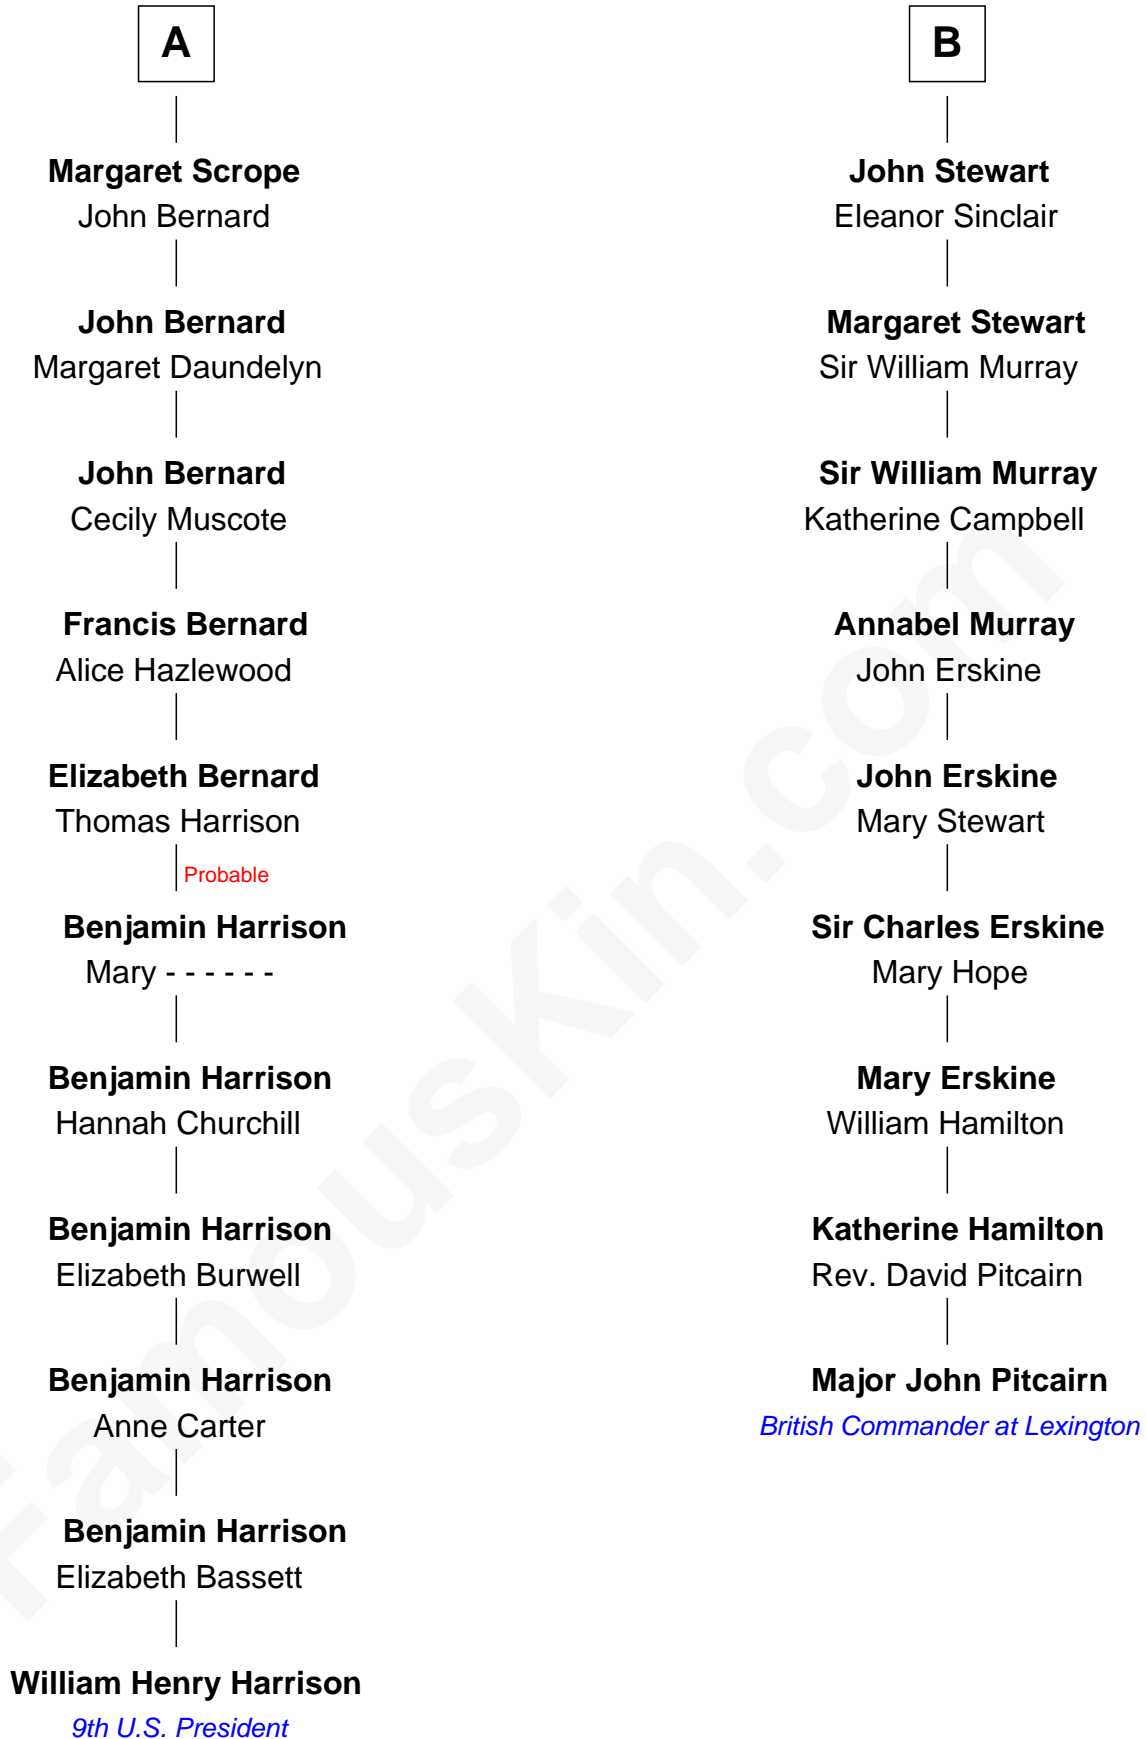 A
Margaret Scrope
John Bernard
John Bernard
Margaret Daundelyn
John Bernard
Cecily Muscote
Francis Bernard
Alice Hazlewood
Elizabeth Bernard
Thomas Harrison
Probable
Benjamin Harrison
Mary - - - - - -
Benjamin Harrison
Hannah Churchill
Benjamin Harrison
Elizabeth Burwell
Benjamin Harrison
Anne Carter
Benjamin Harrison
Elizabeth Bassett
William Henry Harrison
9th U.S. President
B
John Stewart
Eleanor Sinclair
Margaret Stewart
Sir William Murray
Sir William Murray
Katherine Campbell
Annabel Murray
John Erskine
John Erskine
Mary Stewart
Sir Charles Erskine
Mary Hope
Mary Erskine
William Hamilton
Katherine Hamilton
Rev. David Pitcairn
Major John Pitcairn
British Commander at Lexington
FamousKin.com